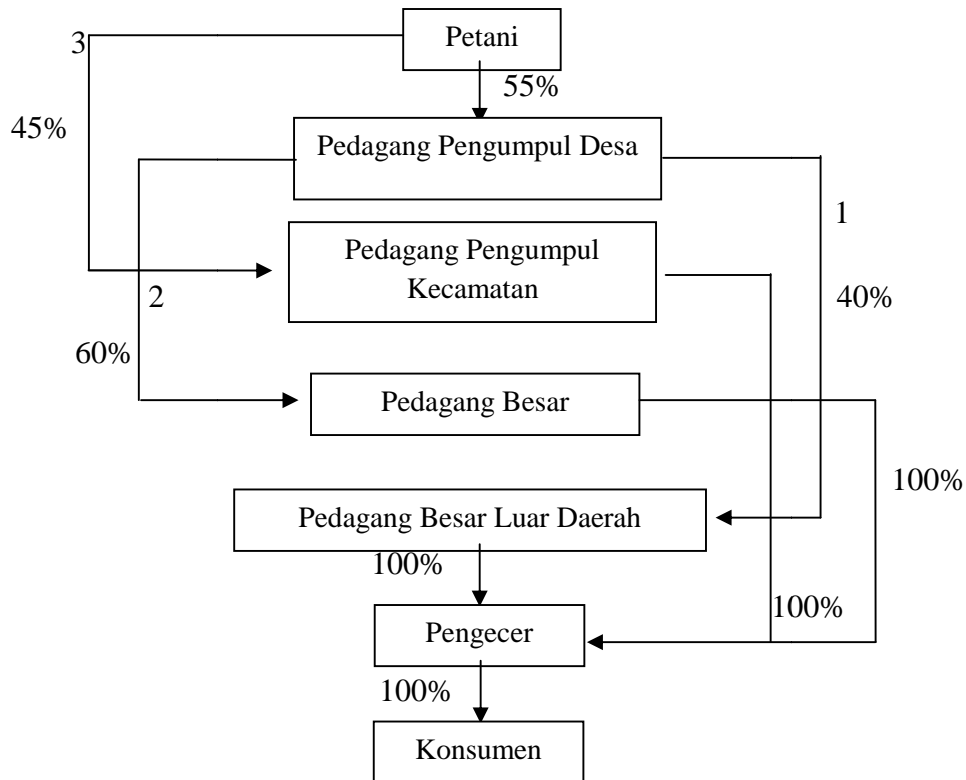 3
Petani
55%
45%
Pedagang Pengumpul Desa
1
Pedagang Pengumpul
Kecamatan
2
40%
60%
Pedagang Besar
100%
Pedagang Besar Luar Daerah
100%
100%
Pengecer
100%
Konsumen